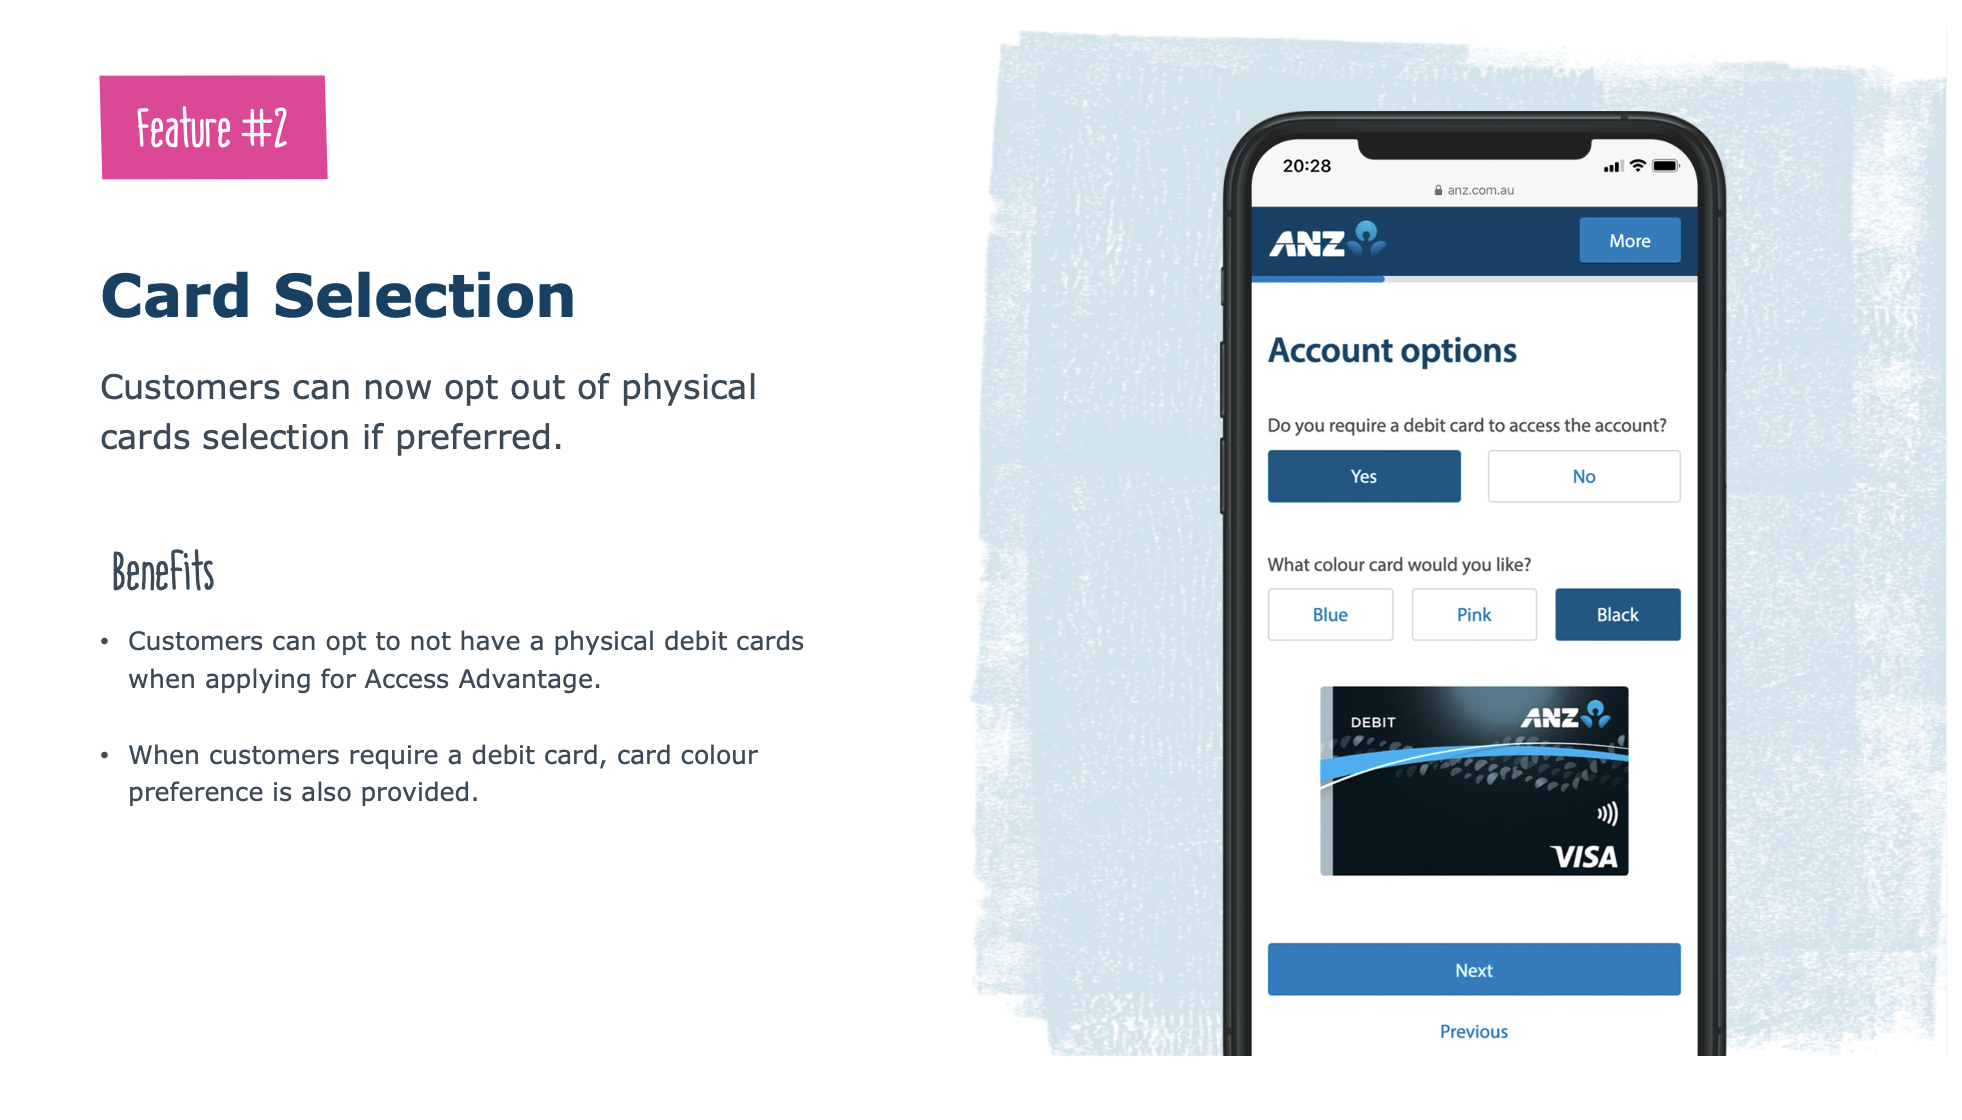 Feature #2
Card Selection
Customers can now opt out of physical
cards selection if preferred.
Benefits
• Customers can opt to not have a physical debit cards
when applying for Access Advantage.
• When customers require a debit card, card colour
preference is also provided.
20:28
anz.com.au
ANZ
More
Account options
Do you require a debit card to access the account?
Yes No
What colour card would you like?
Blue Pink Black
DEBIT ANZ
VISA
Next
Previous